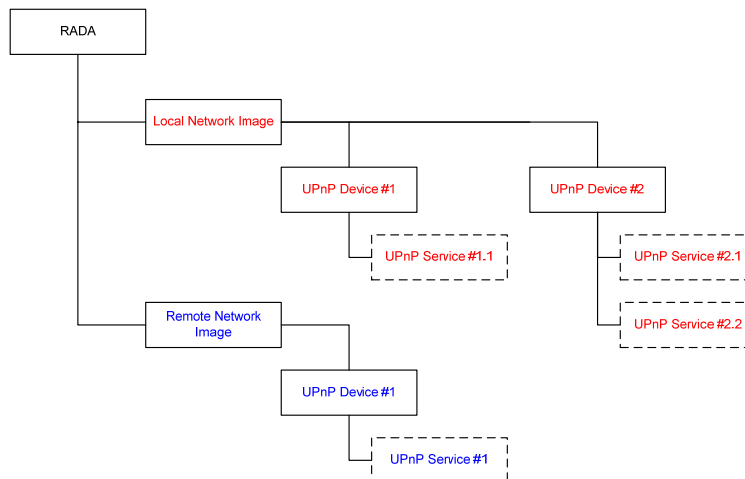 RADA
Local Network Image
UPnP Device #1
UPnP Device #2
UPnP Service #1.1
UPnP Service #2.1
UPnP Service #2.2
Remote Network
Image
UPnP Device #1
UPnP Service #1